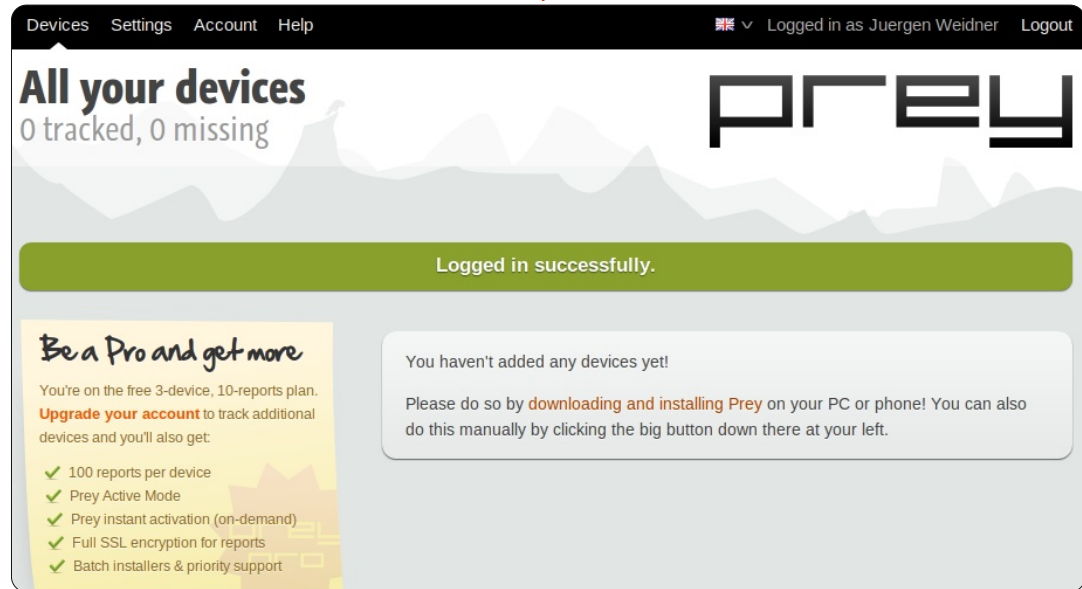 Devices Settings Account Help
Logged in as Juergen Weidner Logout
All your devices
0 tracked, 0 missing
prey
Logged in successfully.
Be a Pro and get more
You're on the free 3-device, 10-reports plan.
Upgrade your account to track additional
devices and you'll also get:
100 reports per device
Prey Active Mode
Prey instant activation (on-demand)
Full SSL encryption for reports
Batch installers & priority support
prey
pro
You haven't added any devices yet!
Please do so by downloading and installing Prey on your PC or phone! You can also
do this manually by clicking the big button down there at your left.